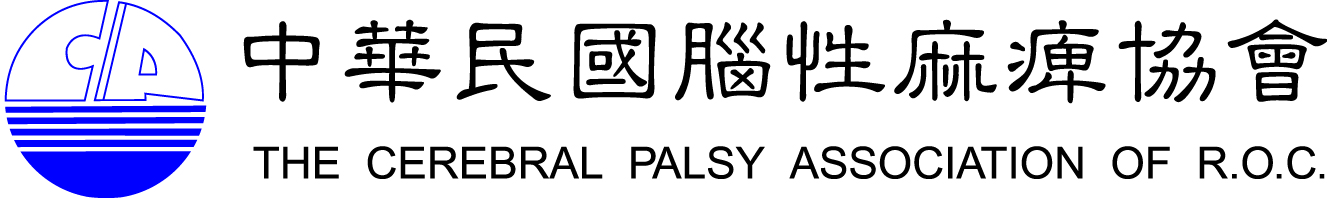 中華民國腦性麻痺協會
THE CEREBRAL PALSY ASSOCIATION OF R.O.C.